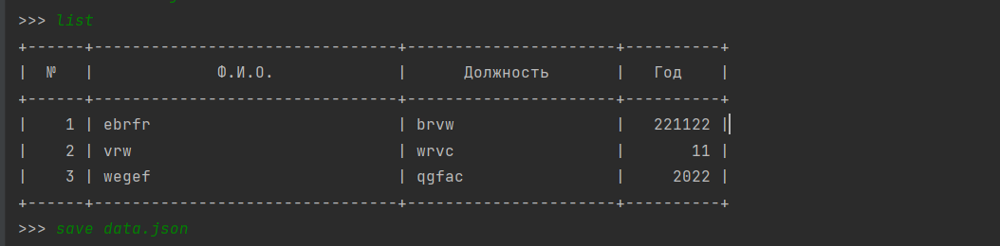 >>> list
+------+--------------------------------+----------------------+----------+
|  №   |             Ф.И.О.             |      Должность       |   Год    |
+------+--------------------------------+----------------------+----------+
|    1 | ebrfr                          | brvw                 |   221122 |
|    2 | vrw                            | wrvc                 |       11 |
|    3 | wegef                          | qgfac                |     2022 |
+------+--------------------------------+----------------------+----------+
>>> save data.json